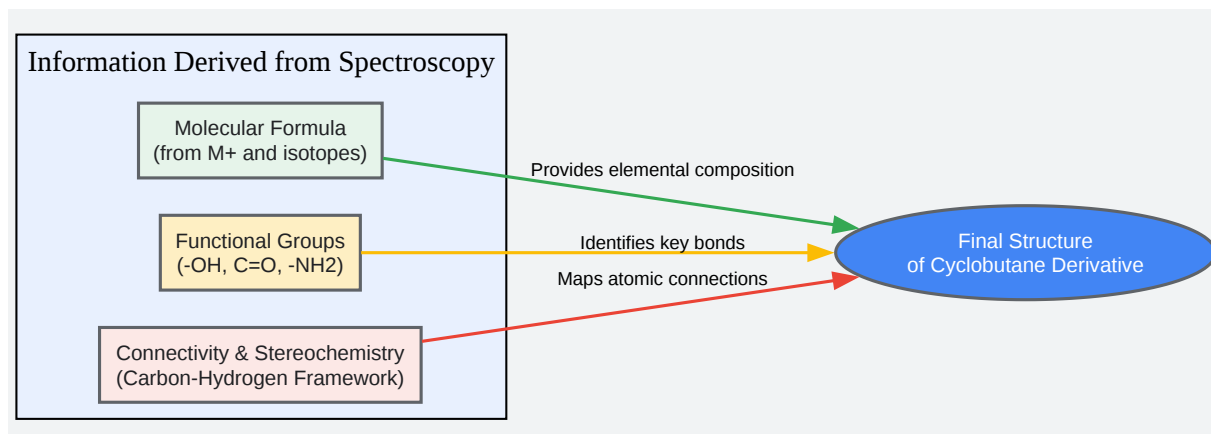 Information Derived from Spectroscopy
Molecular Formula
(from M+ and isotopes)
Provides elemental composition
Functional Groups
(-OH, C=O, -NH2)
Identifies key bonds
Final Structure
of Cyclobutane Derivative
Maps atomic connections
Connectivity & Stereochemistry
(Carbon-Hydrogen Framework)